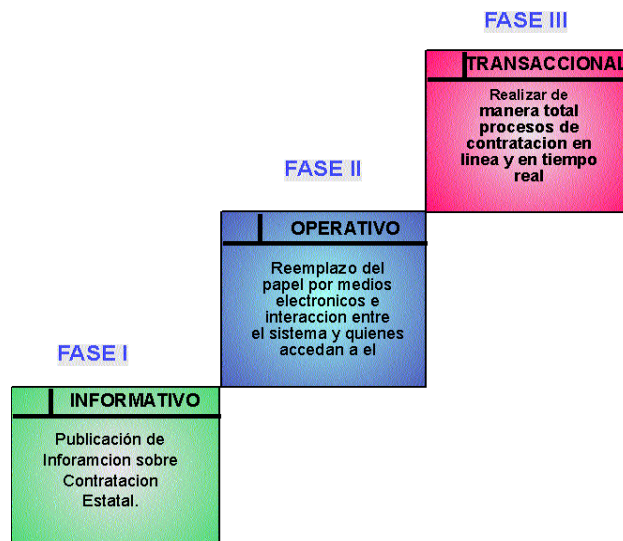 FASE III
TRANSACCIONAL
Realizar de
manera total
procesos de
contratacion en
linea y en tiempo
real
FASE II
OPERATIVO
Reemplazo del
papel por medios
electronicos e
interaccion entre
el sistema y quienes
accedan a el
FASE I
INFORMATIVO
Publicación de
Inforamcion sobre
Contratacion
Estatal.